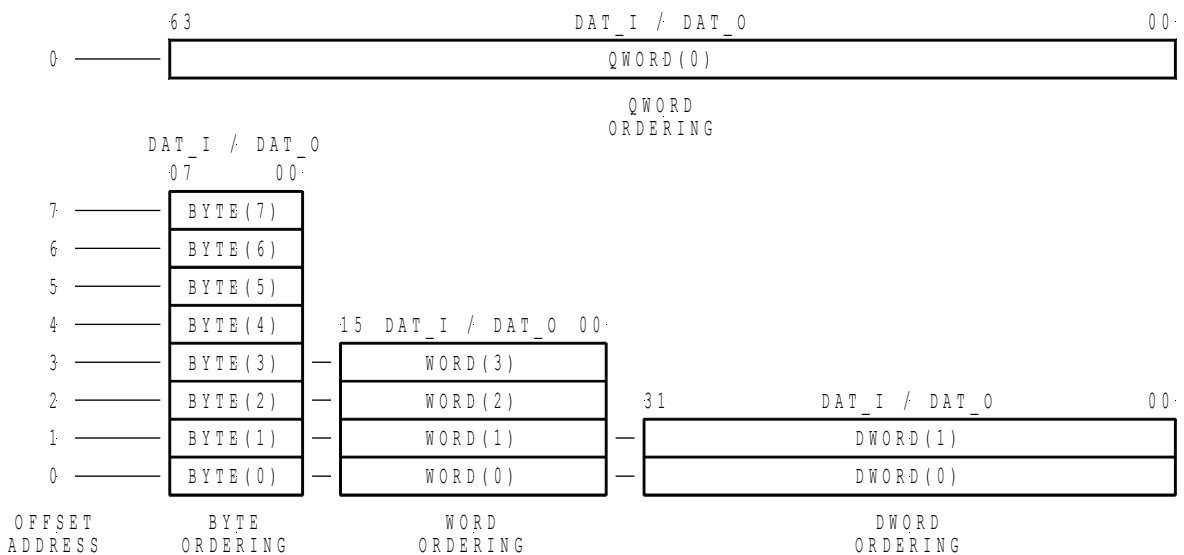 63 DAT_I / DAT_O 00
0 QWORD(0)
QWORD
ORDERING
DAT_I / DAT_O
07 00
7 BYTE(7)
6 BYTE(6)
5 BYTE(5)
4 BYTE(4) 15 DAT_I / DAT_O 00
3 BYTE(3) WORD(3)
2 BYTE(2) WORD(2) 31 DAT_I / DAT_O 00
1 BYTE(1) WORD(1) DWORD(1)
0 BYTE(0) WORD(0) DWORD(0)
OFFSET BYTE WORD DWORD
ADDRESS ORDERING ORDERING ORDERING